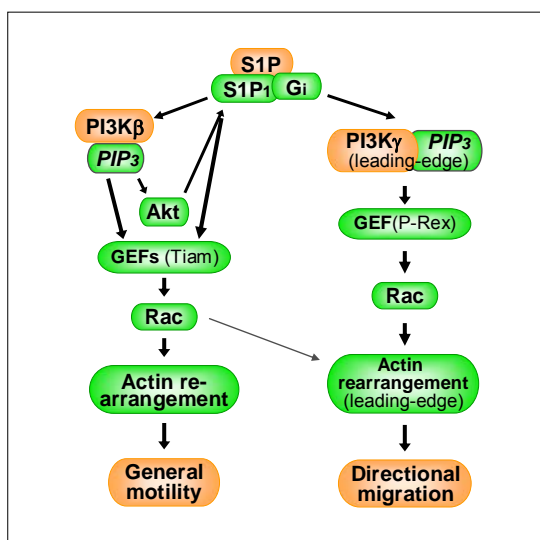 S1P
S1P1 Gi
PI3Kβ
PIP3
Akt
GEFs (Tiam)
Rac
Actin re-
arrangement
General
motility
PI3Kγ PIP3
(leading-edge)
GEF(P-Rex)
Rac
Actin
rearrangement
(leading-edge)
Directional
migration